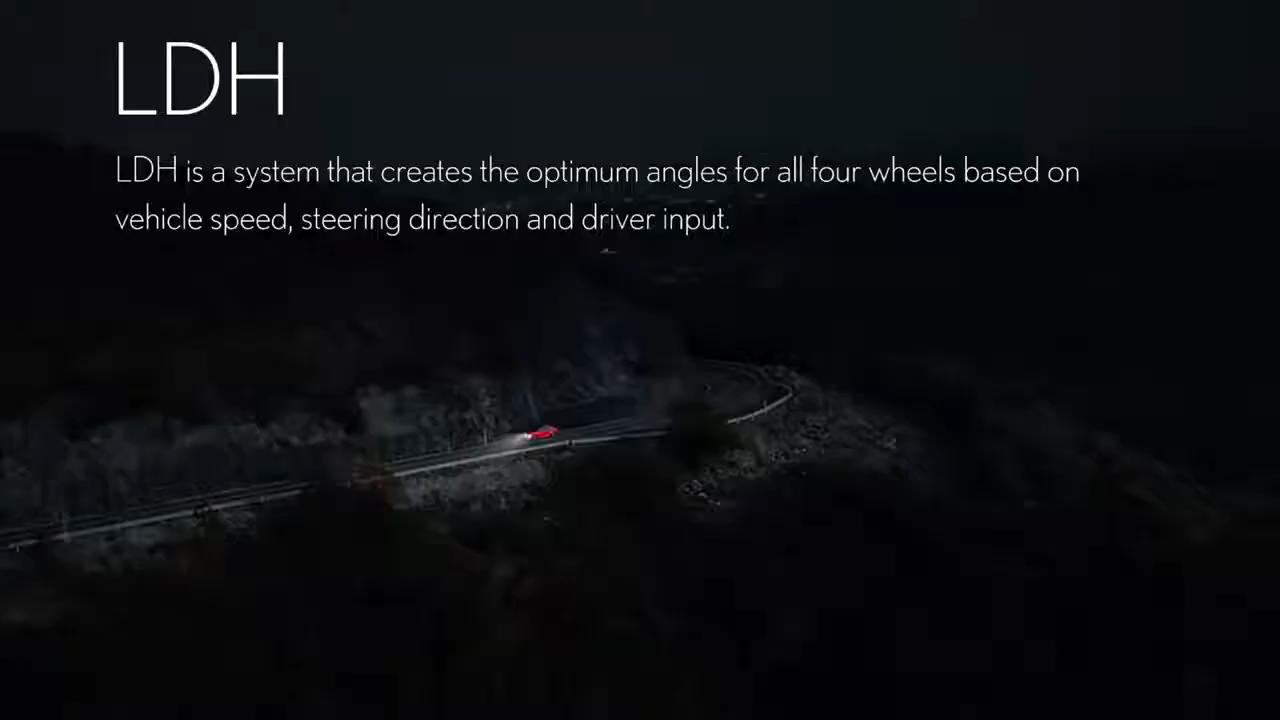 LDH
LDH is a system that creates the optimum angles for all four wheels based on
vehicle speed, steering direction and driver input.